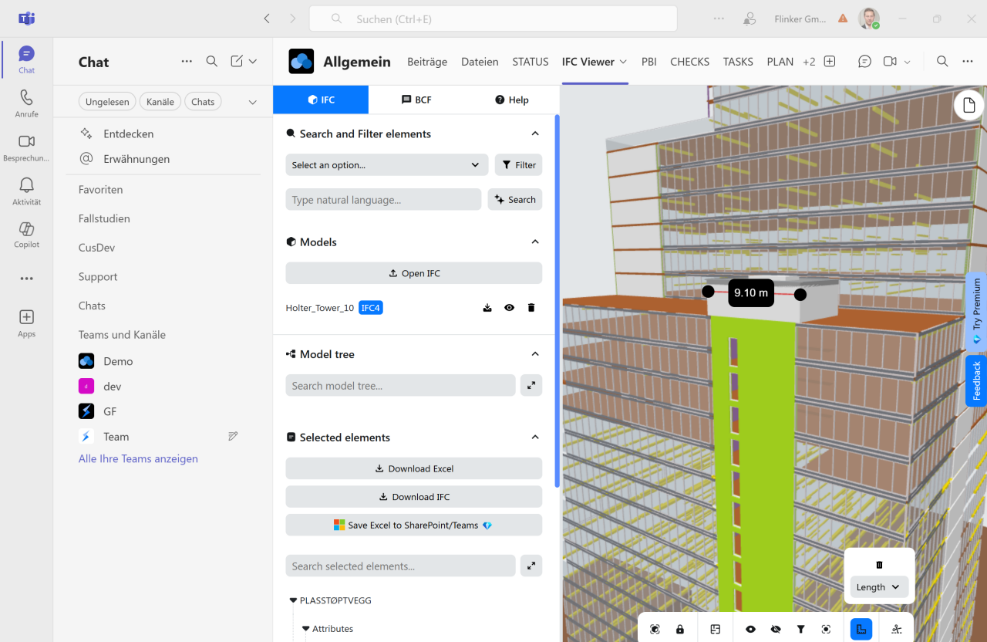 Suchen (Ctrl+E)
Flinker Gm...
Chat
Anrufe
Besprechun...
Aktivität
Copilot
Apps
Chat
Ungelesen Kanäle Chats
Entdecken
Erwähnungen
Favoriten
Fallstudien
CusDev
Support
Chats
Teams und Kanäle
Demo
dev
GF
Team
Alle Ihre Teams anzeigen
Allgemein Beiträge Dateien STATUS IFC Viewer PBI CHECKS TASKS PLAN +2
IFC BCF Help
Search and Filter elements
Select an option... Filter
Type natural language... Search
Models
Open IFC
Holter_Tower_10 IFC4
Model tree
Search model tree...
Selected elements
Download Excel
Download IFC
Save Excel to SharePoint/Teams
Search selected elements...
PLASSTØPTVEGG
Attributes
9.10 m
Try Premium
Feedback
Length